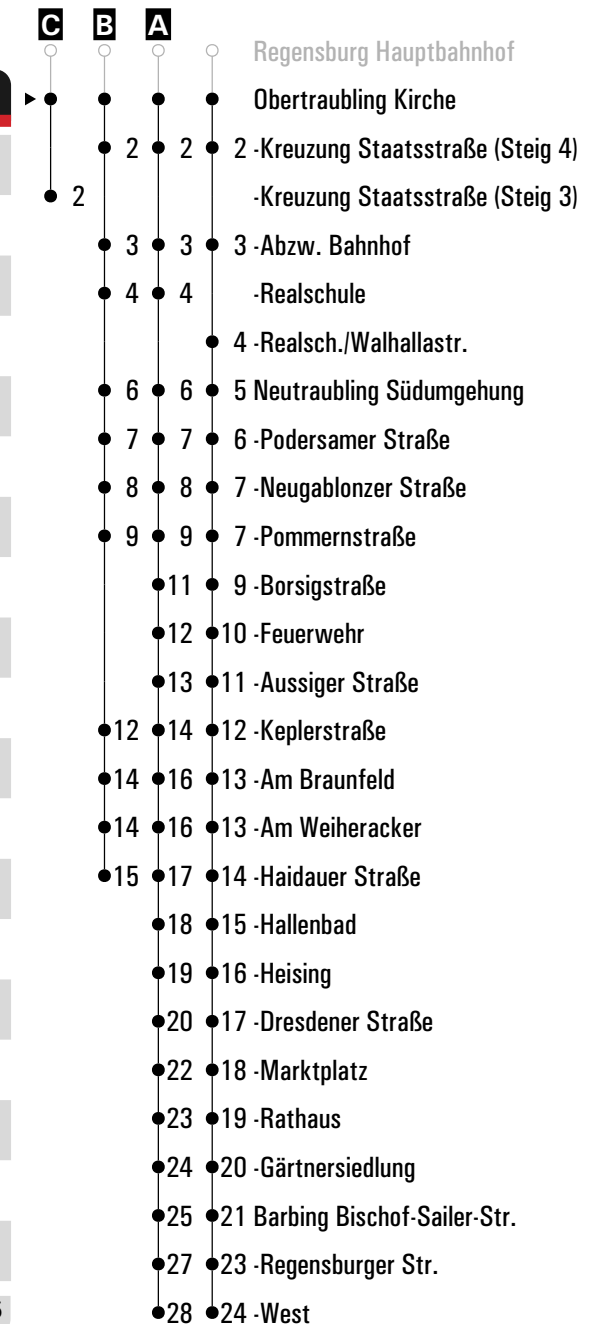 C B A
Regensburg Hauptbahnhof
Obertraubling Kirche
2 2 2 -Kreuzung Staatsstraße (Steig 4)
2 -Kreuzung Staatsstraße (Steig 3)
3 3 3 -Abzw. Bahnhof
4 4 -Realschule
4 -Realsch./Walhallastr.
6 6 5 Neutraubling Südumgehung
7 7 6 -Podersamer Straße
8 8 7 -Neugablonzer Straße
9 9 7 -Pommernstraße
11 9 -Borsigstraße
12 10 -Feuerwehr
13 11 -Aussiger Straße
12 14 12 -Keplerstraße
14 16 13 -Am Braunfeld
14 16 13 -Am Weiheracker
15 17 14 -Haidauer Straße
18 15 -Hallenbad
19 16 -Heising
20 17 -Dresdener Straße
22 18 -Marktplatz
23 19 -Rathaus
24 20 -Gärtnersiedlung
25 21 Barbing Bischof-Sailer-Str.
27 23 -Regensburger Str.
28 24 -West